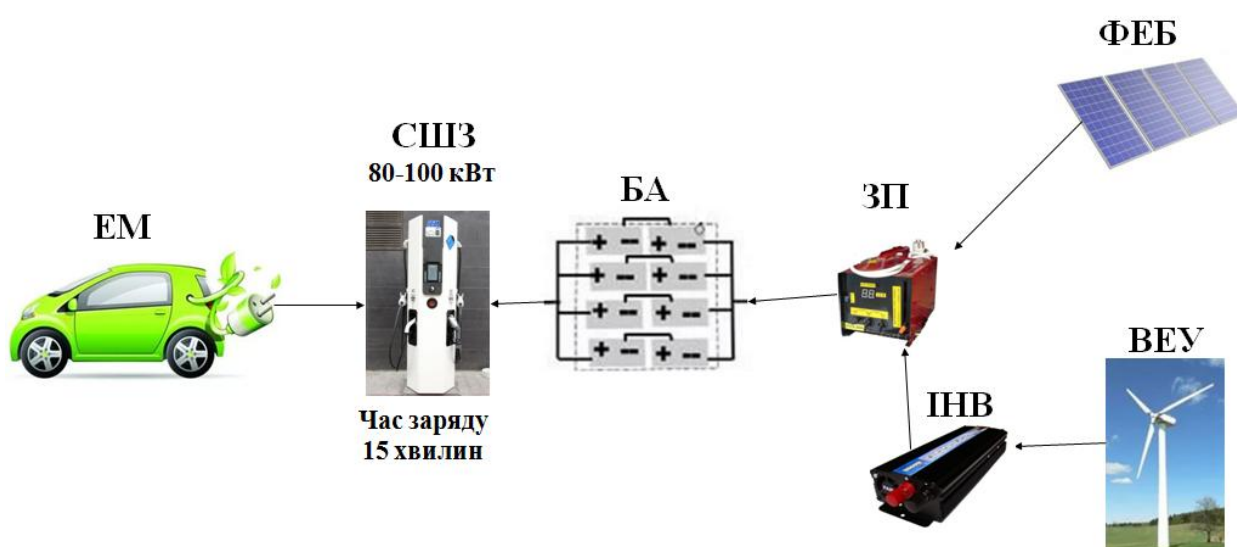 ФЕБ
СШЗ
80-100 кВт
БА
ЗП
ЕМ
ВЕУ
ІНВ
Час заряду
15 хвилин